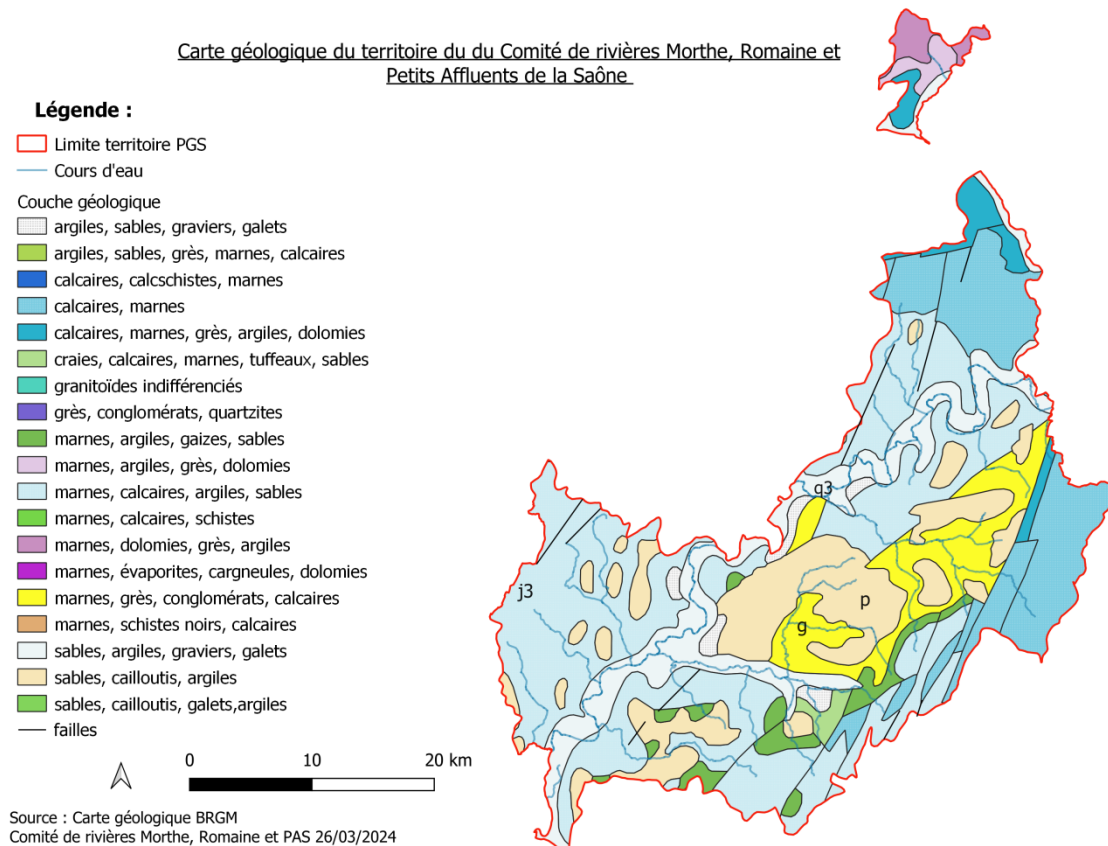 Carte géologique du territoire du du Comité de rivières Morthe, Romaine et
Petits Affluents de la Saône
Légende :
Limite territoire PGS
Cours d'eau
Couche géologique
argiles, sables, graviers, galets
argiles, sables, grès, marnes, calcaires
calcaires, calcschistes, marnes
calcaires, marnes
calcaires, marnes, grès, argiles, dolomies
craies, calcaires, marnes, tuffeaux, sables
granitoïdes indifférenciés
grès, conglomérats, quartzites
marnes, argiles, gaizes, sables
marnes, argiles, grès, dolomies
marnes, calcaires, argiles, sables
marnes, calcaires, schistes
marnes, dolomies, grès, argiles
marnes, évaporites, cargneules, dolomies
marnes, grès, conglomérats, calcaires
marnes, schistes noirs, calcaires
sables, argiles, graviers, galets
sables, cailloutis, argiles
sables, cailloutis, galets,argiles
failles
0 10 20 km
Source : Carte géologique BRGM
Comité de rivières Morthe, Romaine et PAS 26/03/2024
q3
j3
p
g